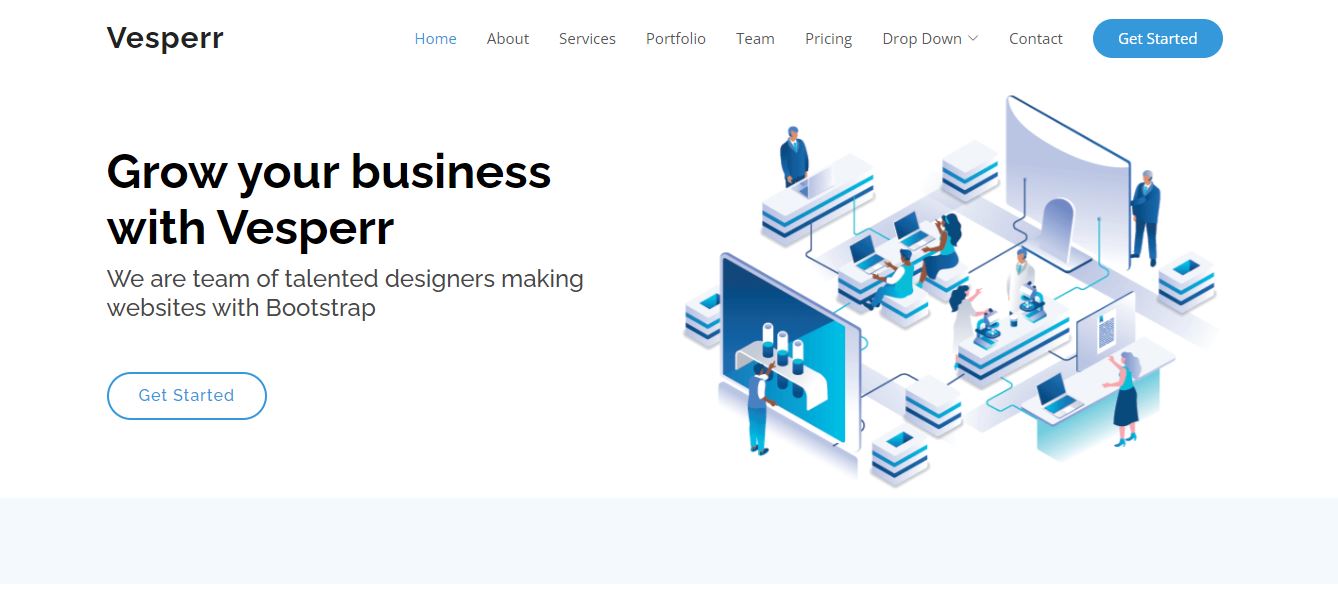 Vesperr
Home About Services Portfolio Team Pricing Drop Down Contact Get Started
Grow your business
with Vesperr
We are team of talented designers making
websites with Bootstrap
Get Started